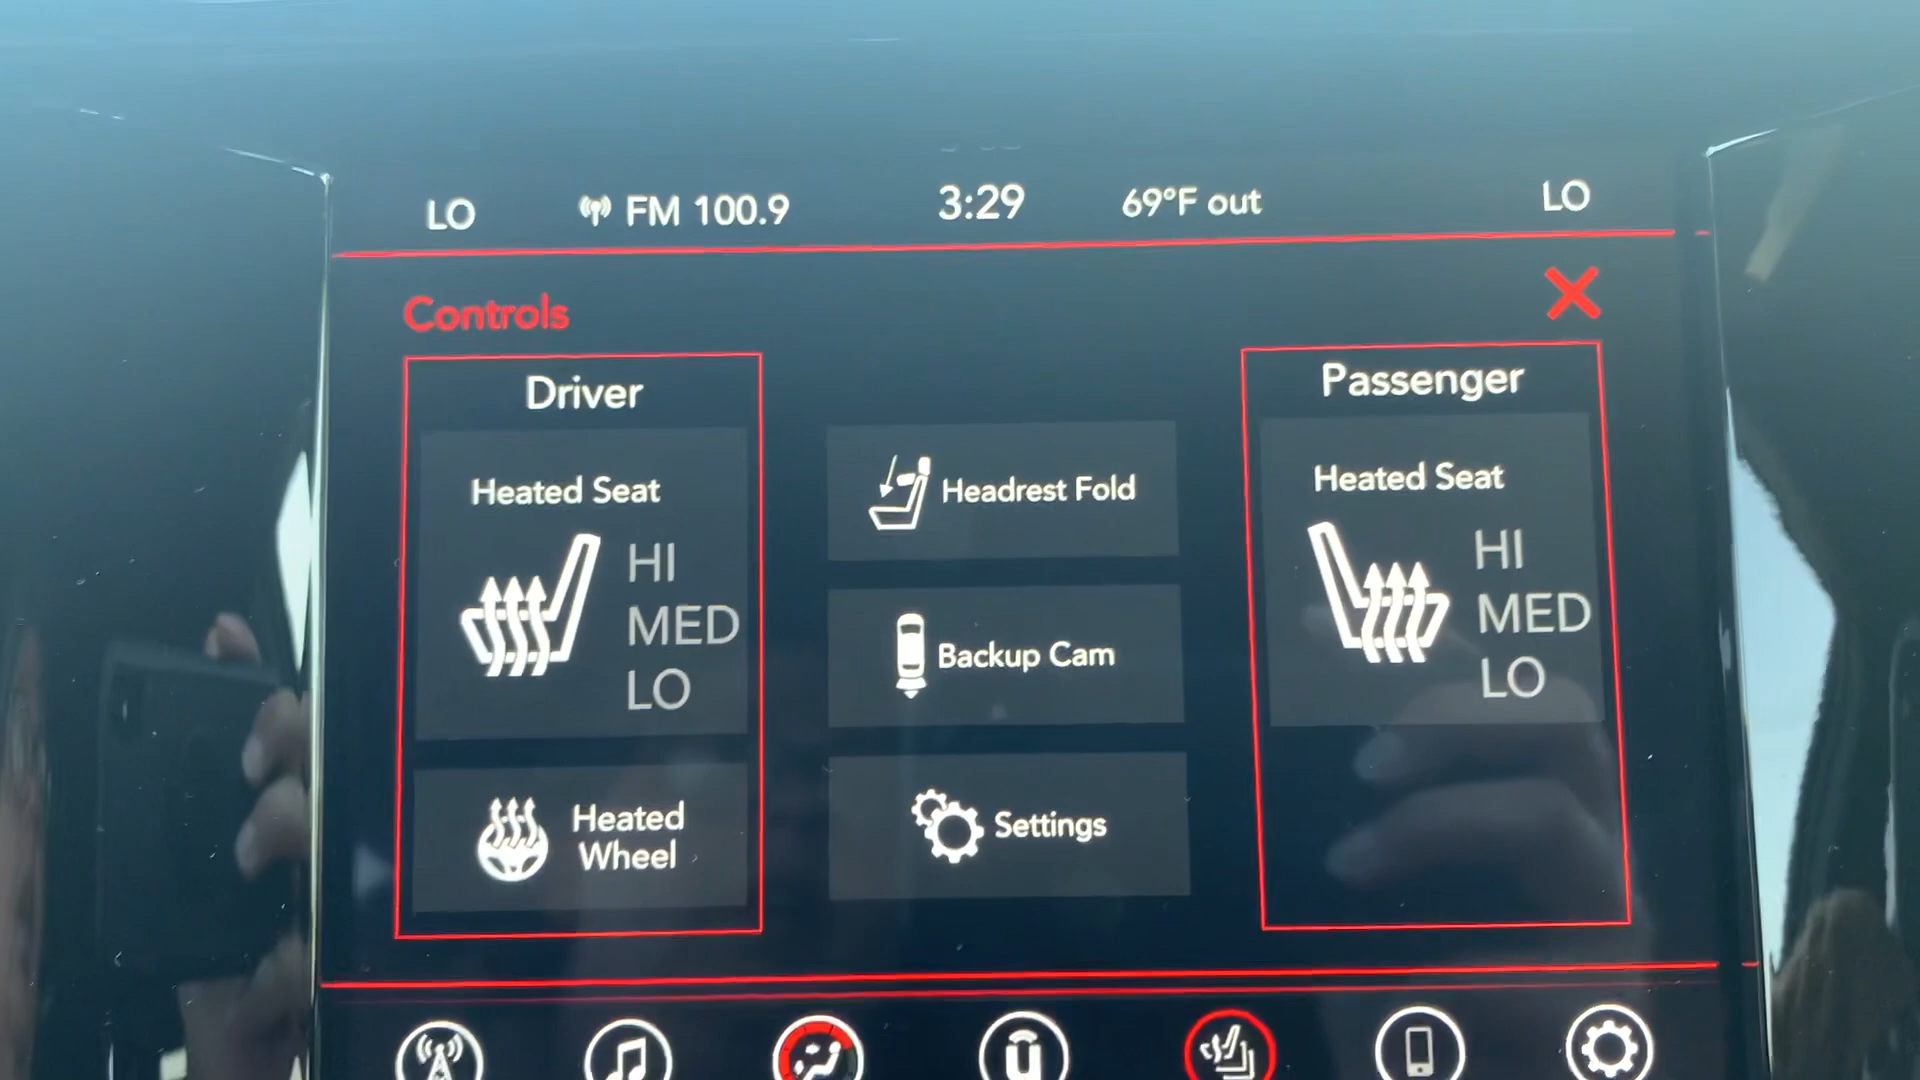 LO FM 100.9 3:29 69°F out LO
Controls
Driver
Heated Seat
HI
MED
LO
Heated
Wheel
Headrest Fold
Backup Cam
Settings
Passenger
Heated Seat
HI
MED
LO